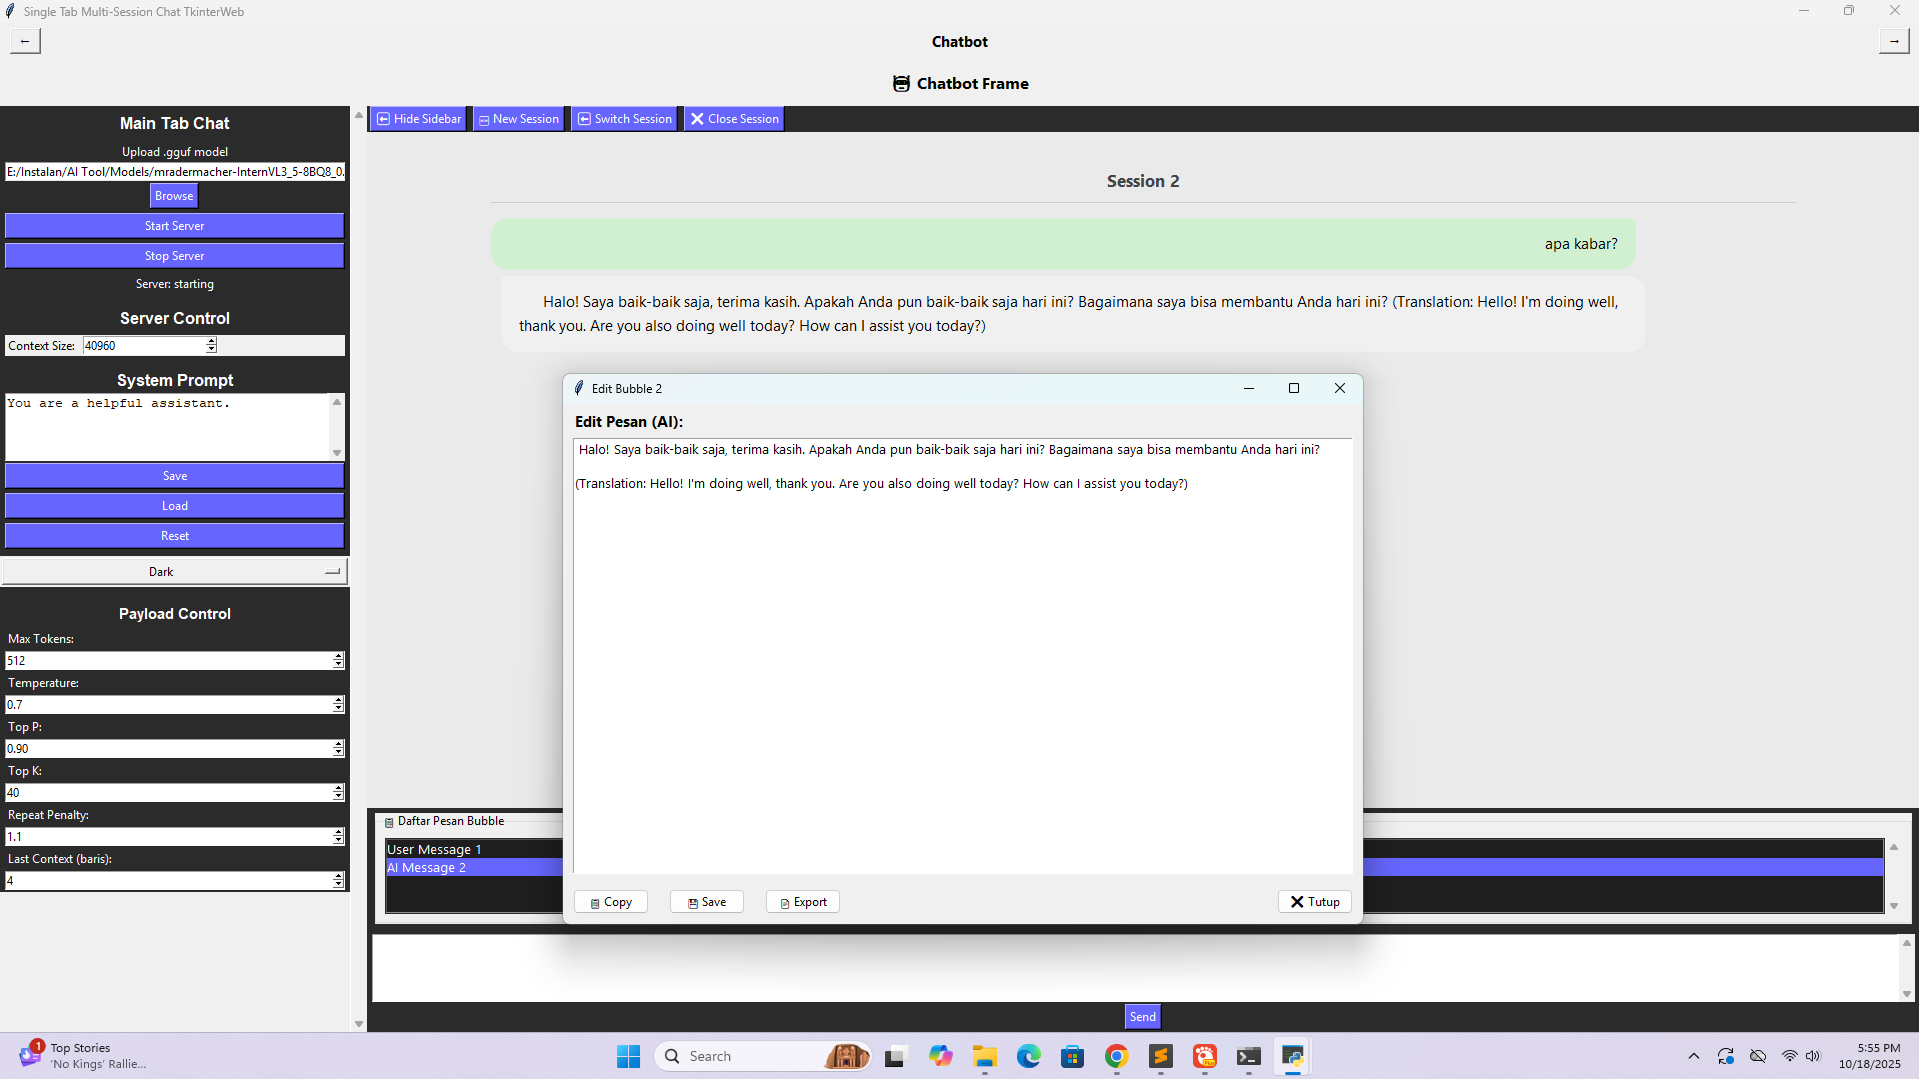 Single Tab Multi-Session Chat TkinterWeb
←
Chatbot
→
Chatbot Frame
Main Tab Chat
Upload .gguf model
E:/Instalan/AI Tool/Models/mradermacher-InternVL3_5-8BQ8_0.
Browse
Start Server
Stop Server
Server: starting
Server Control
Context Size: 40960
System Prompt
You are a helpful assistant.
Save
Load
Reset
Dark
Payload Control
Max Tokens:
512
Temperature:
0.7
Top P:
0.90
Top K:
40
Repeat Penalty:
1.1
Last Context (baris):
4
Hide Sidebar
New Session
Switch Session
Close Session
Session 2
apa kabar?
Halo! Saya baik-baik saja, terima kasih. Apakah Anda pun baik-baik saja hari ini? Bagaimana saya bisa membantu Anda hari ini? (Translation: Hello! I'm doing well,
thank you. Are you also doing well today? How can I assist you today?)
Edit Bubble 2
Edit Pesan (AI):
Halo! Saya baik-baik saja, terima kasih. Apakah Anda pun baik-baik saja hari ini? Bagaimana saya bisa membantu Anda hari ini?
(Translation: Hello! I'm doing well, thank you. Are you also doing well today? How can I assist you today?)
Copy
Save
Export
Tutup
Daftar Pesan Bubble
User Message 1
AI Message 2
Send
1
Top Stories
'No Kings' Rallie...
Search
5:55 PM
10/18/2025